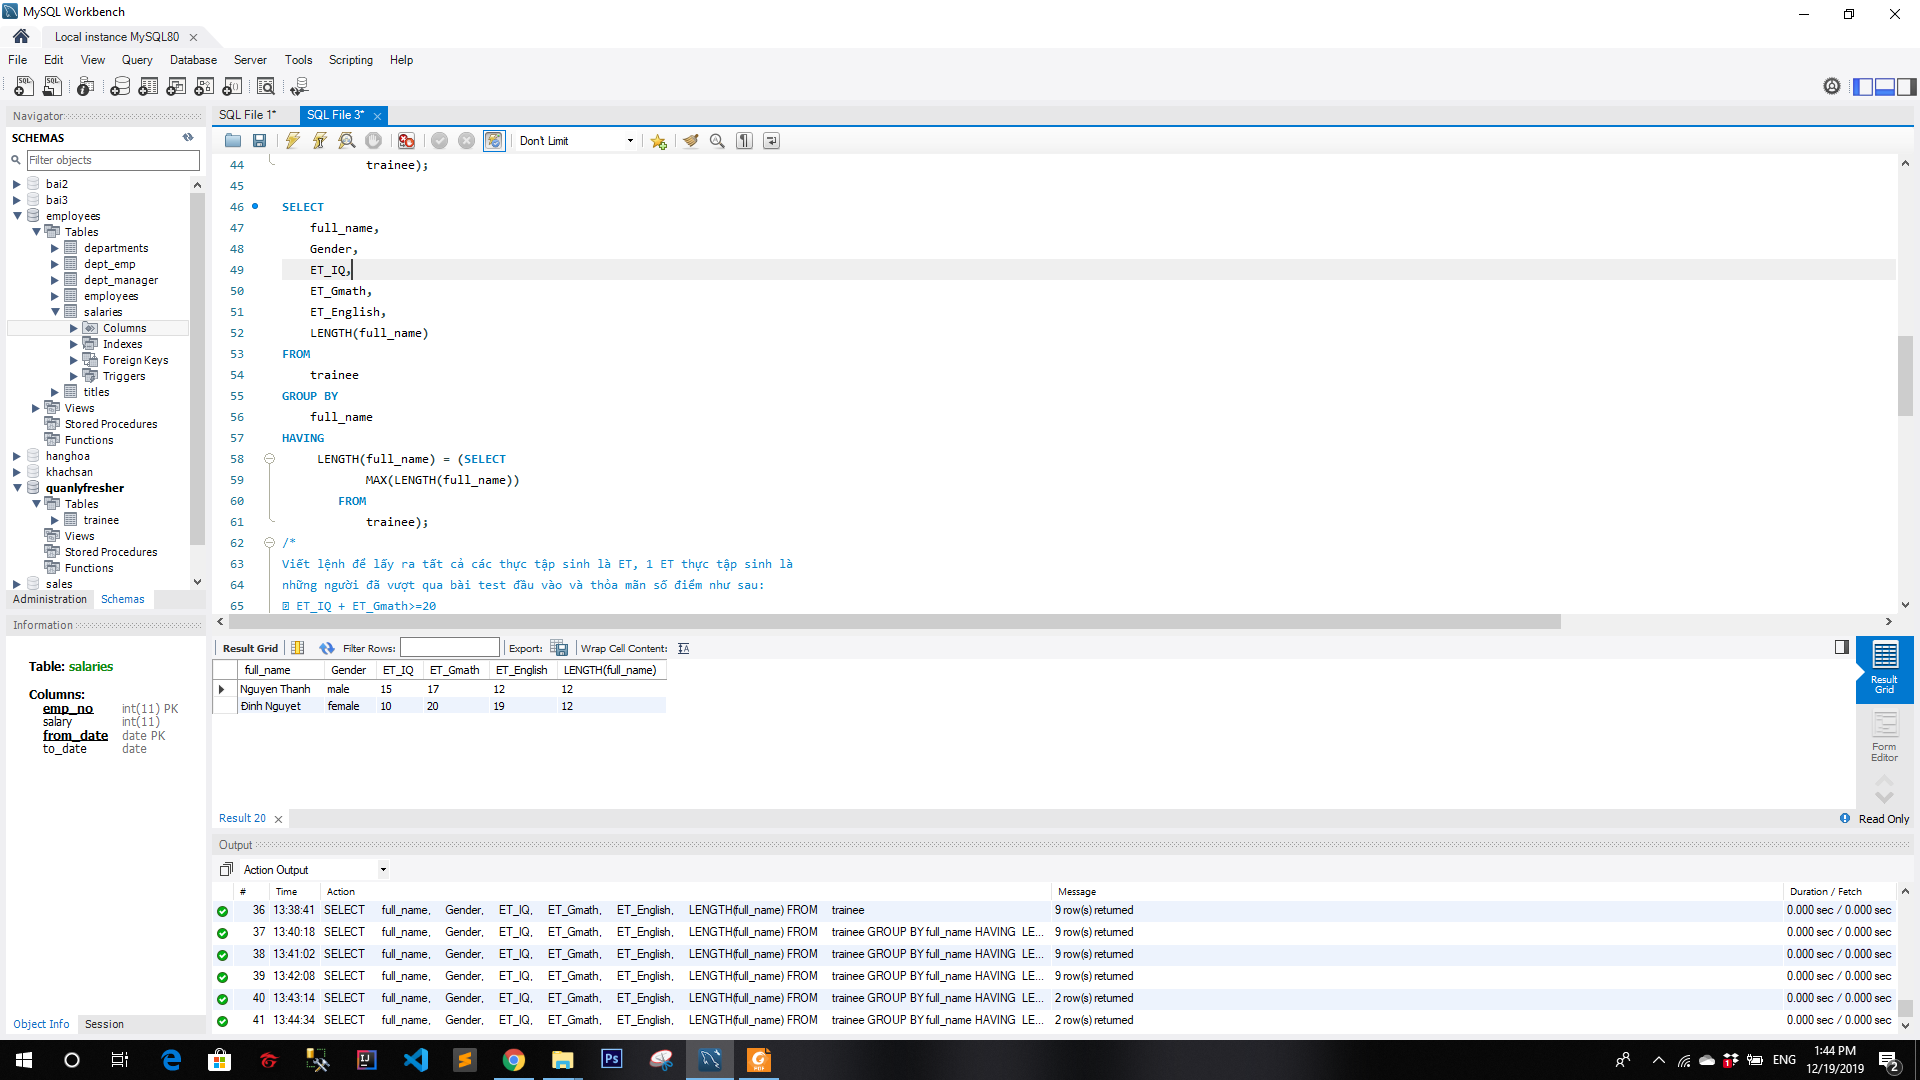 MySQL Workbench
Local instance MySQL80
File Edit View Query Database Server Tools Scripting Help
Navigator
SQL File 1* SQL File 3*
SCHEMAS
Don't Limit
Filter objects
bai2
bai3
employees
Tables
departments
dept_emp
dept_manager
employees
salaries
Columns
Indexes
Foreign Keys
Triggers
titles
Views
Stored Procedures
Functions
hanghoa
khachsan
quanlyfresher
Tables
trainee
Views
Stored Procedures
Functions
sales
Administration Schemas
Information
Table: salaries
Columns:
emp_no int(11) PK
salary int(11)
from_date date PK
to_date date
Object Info Session
44 trainee);
45
46 SELECT
47 full_name,
48 Gender,
49 ET_IQ,
50 ET_Gmath,
51 ET_English,
52 LENGTH(full_name)
53 FROM
54 trainee
55 GROUP BY
56 full_name
57 HAVING
58 LENGTH(full_name) = (SELECT
59 MAX(LENGTH(full_name))
60 FROM
61 trainee);
62 /*
63 Viết lệnh để lấy ra tất cả các thực tập sinh là ET, 1 ET thực tập sinh là
64 những người đã vượt qua bài test đầu vào và thỏa mãn số điểm như sau:
65 ET_IQ + ET_Gmath>=20
Result Grid Filter Rows: Export: Wrap Cell Content:
full_name Gender ET_IQ ET_Gmath ET_English LENGTH(full_name)
Nguyen Thanh male 15 17 12 12
Đinh Nguyet female 10 20 19 12
Result Grid
Form Editor
Result 20
Read Only
Output
Action Output
# Time Action Message Duration / Fetch
36 13:38:41 SELECT full_name, Gender, ET_IQ, ET_Gmath, ET_English, LENGTH(full_name) FROM trainee 9 row(s) returned 0.000 sec / 0.000 sec
37 13:40:18 SELECT full_name, Gender, ET_IQ, ET_Gmath, ET_English, LENGTH(full_name) FROM trainee GROUP BY full_name HAVING LE... 9 row(s) returned 0.000 sec / 0.000 sec
38 13:41:02 SELECT full_name, Gender, ET_IQ, ET_Gmath, ET_English, LENGTH(full_name) FROM trainee GROUP BY full_name HAVING LE... 9 row(s) returned 0.000 sec / 0.000 sec
39 13:42:08 SELECT full_name, Gender, ET_IQ, ET_Gmath, ET_English, LENGTH(full_name) FROM trainee GROUP BY full_name HAVING LE... 9 row(s) returned 0.000 sec / 0.000 sec
40 13:43:14 SELECT full_name, Gender, ET_IQ, ET_Gmath, ET_English, LENGTH(full_name) FROM trainee GROUP BY full_name HAVING LE... 2 row(s) returned 0.000 sec / 0.000 sec
41 13:44:34 SELECT full_name, Gender, ET_IQ, ET_Gmath, ET_English, LENGTH(full_name) FROM trainee GROUP BY full_name HAVING LE... 2 row(s) returned 0.000 sec / 0.000 sec
ENG
1:44 PM
12/19/2019
2